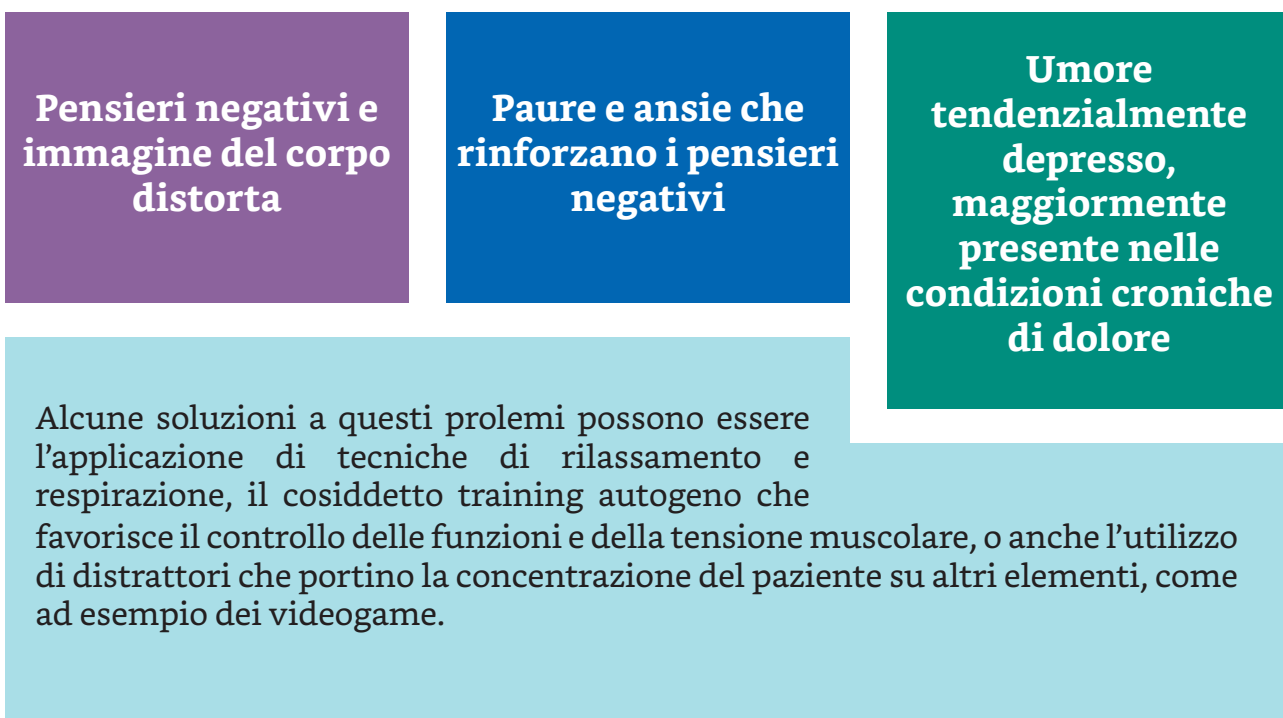 Pensieri negativi e
immagine del corpo
distorta
Paure e ansie che
rinforzano i pensieri
negativi
Umore
tendenzialmente
depresso,
maggiormente
presente nelle
condizioni croniche
di dolore
Alcune soluzioni a questi prolemi possono essere
l’applicazione di tecniche di rilassamento e
respirazione, il cosiddetto training autogeno che
favorisce il controllo delle funzioni e della tensione muscolare, o anche l’utilizzo
di distrattori che portino la concentrazione del paziente su altri elementi, come
ad esempio dei videogame.